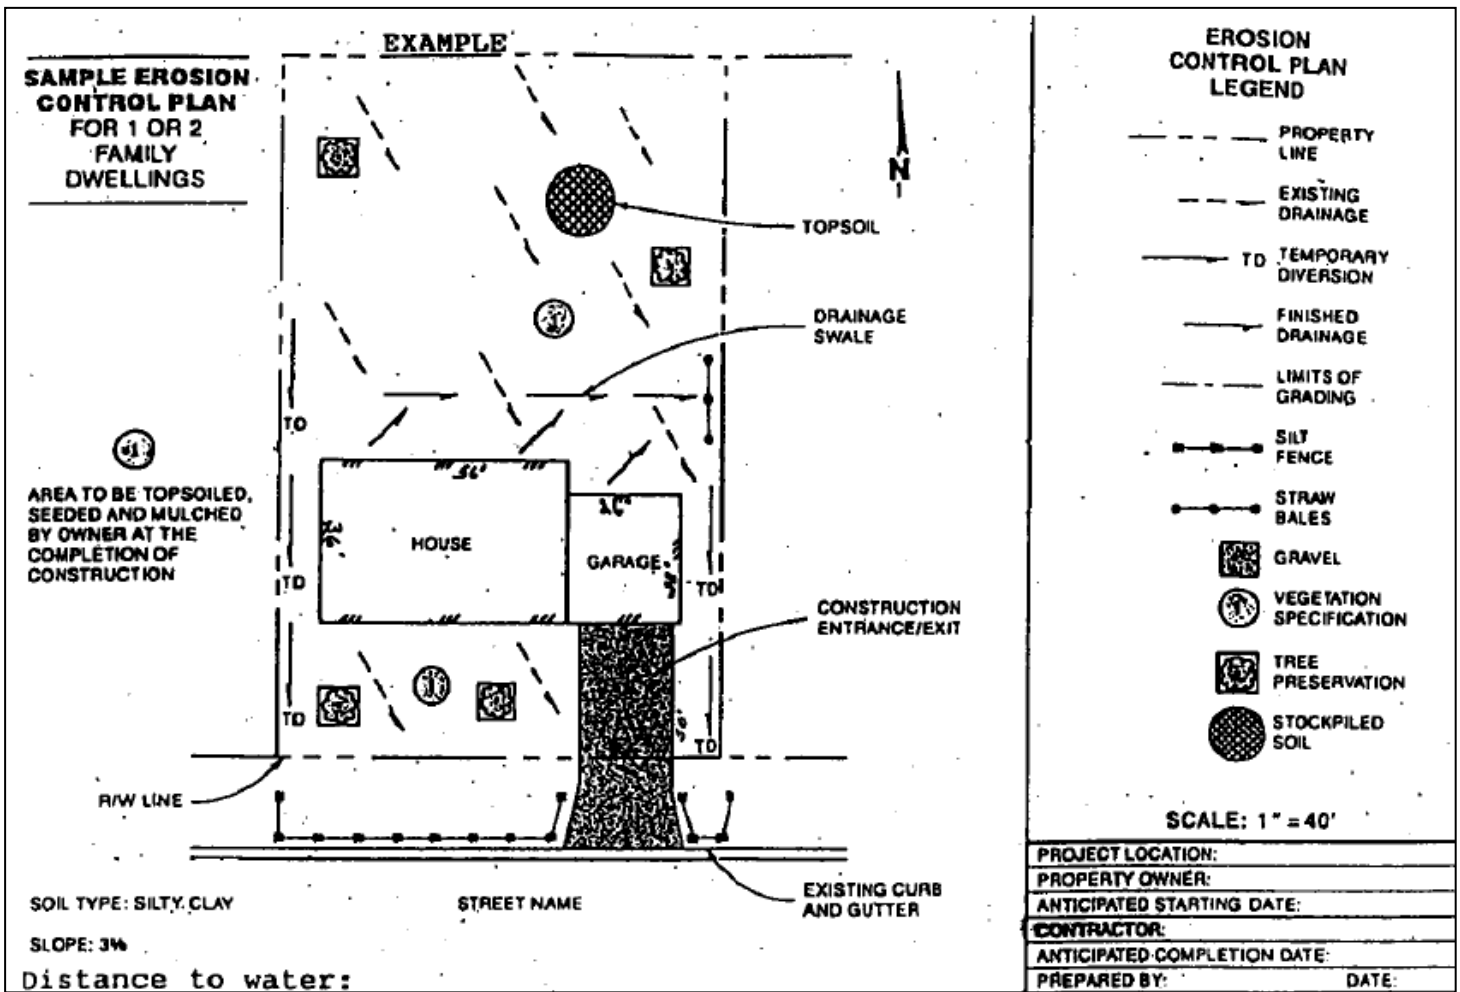 EXAMPLE
SAMPLE EROSION
CONTROL PLAN
FOR 1 OR 2
FAMILY
DWELLINGS
N
TOPSOIL
DRAINAGE
SWALE
TD
1
AREA TO BE TOPSOILED,
SEEDED AND MULCHED
BY OWNER AT THE
COMPLETION OF
CONSTRUCTION
36'
HOUSE
GARAGE
TD
TD
CONSTRUCTION
ENTRANCE/EXIT
1
TD
TD
R/W LINE
EXISTING CURB
AND GUTTER
SOIL TYPE: SILTY CLAY
STREET NAME
SLOPE: 3%
Distance to water:
EROSION
CONTROL PLAN
LEGEND
PROPERTY
LINE
EXISTING
DRAINAGE
TD TEMPORARY
DIVERSION
FINISHED
DRAINAGE
LIMITS OF
GRADING
SILT
FENCE
STRAW
BALES
GRAVEL
1 VEGETATION
SPECIFICATION
TREE
PRESERVATION
STOCKPILED
SOIL
SCALE: 1" = 40'
PROJECT LOCATION:
PROPERTY OWNER:
ANTICIPATED STARTING DATE:
CONTRACTOR:
ANTICIPATED COMPLETION DATE:
PREPARED BY: DATE: